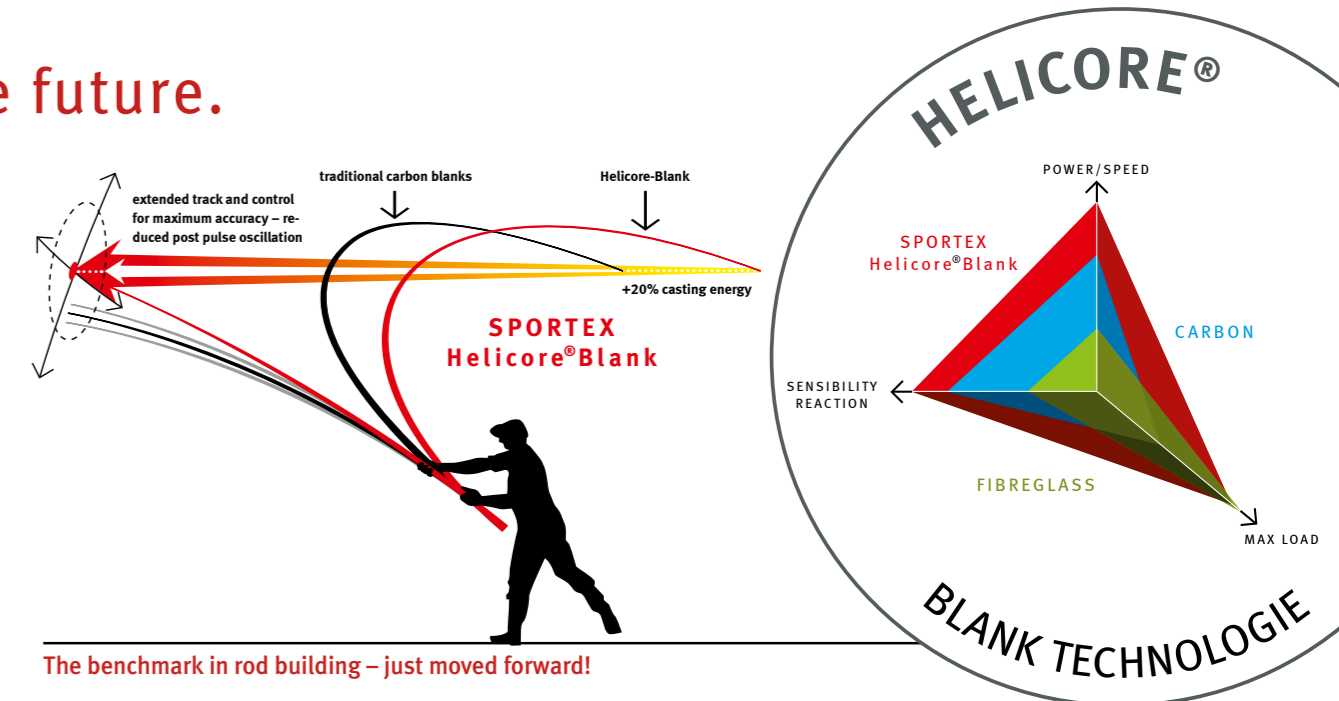 e future.
extended track and control
for maximum accuracy – re-
duced post pulse oscillation
traditional carbon blanks
Helicore-Blank
+20% casting energy
SPORTEX
Helicore®Blank
The benchmark in rod building – just moved forward!
HELICORE®
POWER/SPEED
SPORTEX
Helicore®Blank
CARBON
SENSIBILITY
REACTION
FIBREGLASS
MAX LOAD
BLANK TECHNOLOGIE